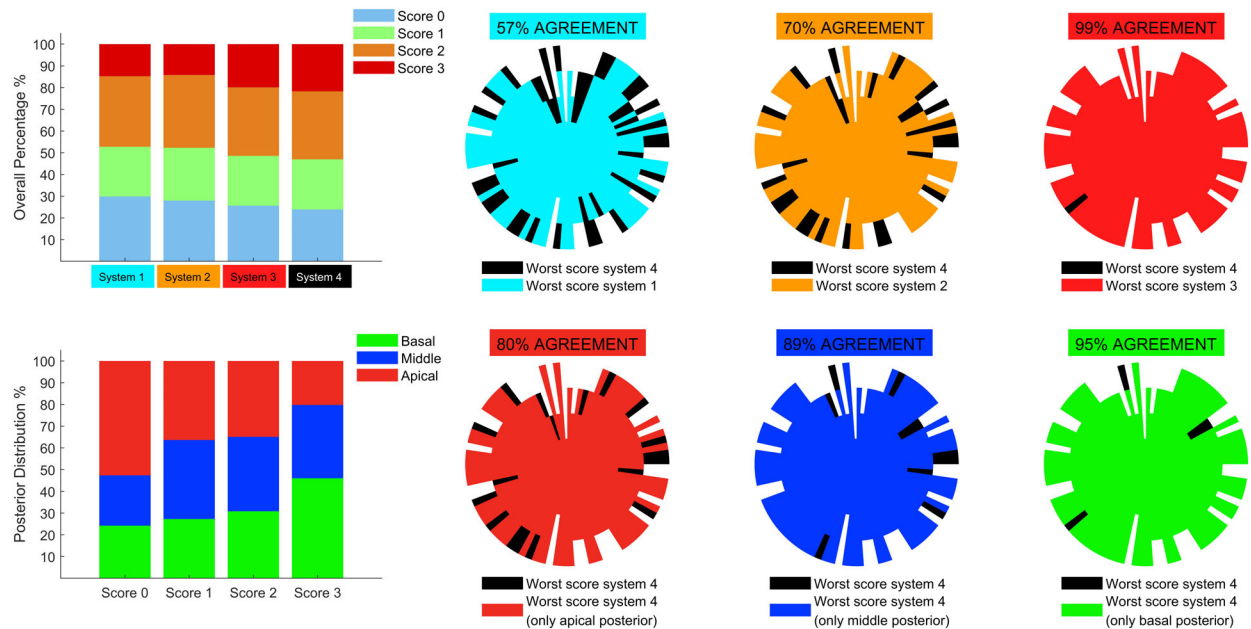 Score 0
Score 1
Score 2
Score 3
Overall Percentage %
100
90
80
70
60
50
40
30
20
10
System 1
System 2
System 3
System 4
57% AGREEMENT
Worst score system 4
Worst score system 1
70% AGREEMENT
Worst score system 4
Worst score system 2
99% AGREEMENT
Worst score system 4
Worst score system 3
Basal
Middle
Apical
Posterior Distribution %
100
90
80
70
60
50
40
30
20
10
Score 0
Score 1
Score 2
Score 3
80% AGREEMENT
Worst score system 4
Worst score system 4
(only apical posterior)
89% AGREEMENT
Worst score system 4
Worst score system 4
(only middle posterior)
95% AGREEMENT
Worst score system 4
Worst score system 4
(only basal posterior)